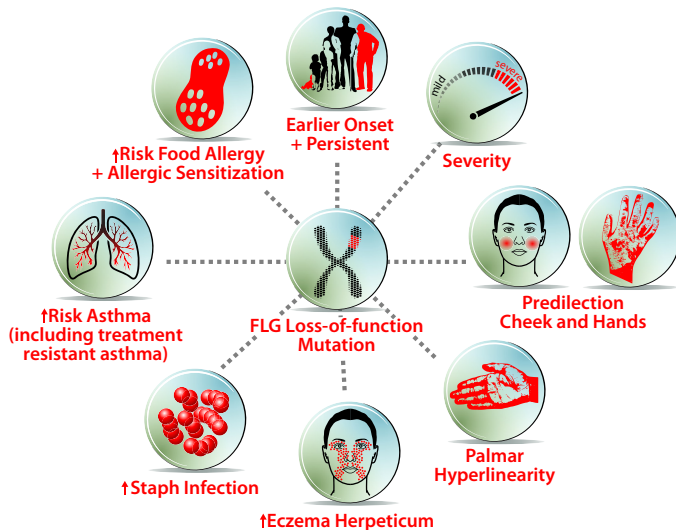 mild
severe
Earlier Onset
+ Persistent
Severity
↑Risk Food Allergy
+ Allergic Sensitization
↑Risk Asthma
(including treatment
resistant asthma)
FLG Loss-of-function
Mutation
Predilection
Cheek and Hands
Palmar
Hyperlinearity
↑Staph Infection
↑Eczema Herpeticum